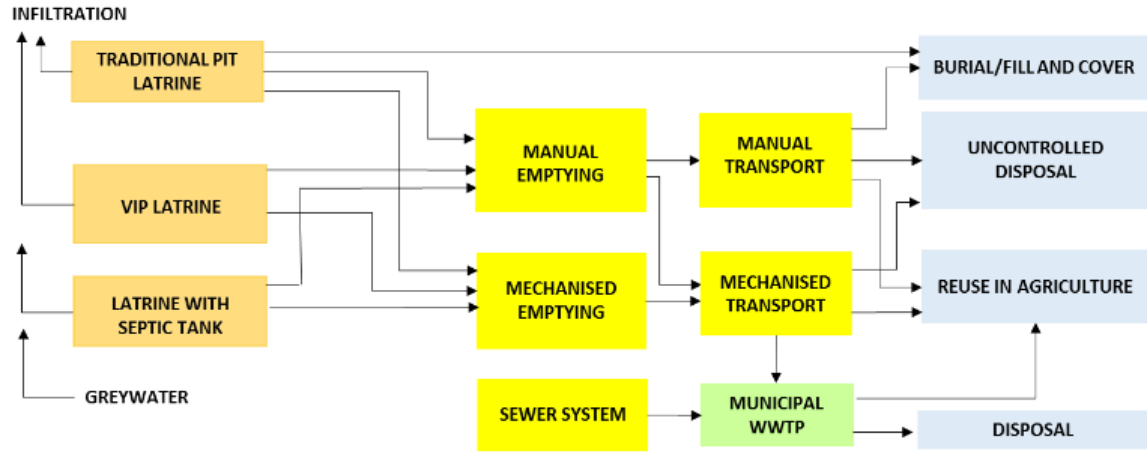 INFILTRATION
TRADITIONAL PIT
LATRINE
BURIAL/FILL AND COVER
MANUAL
EMPTYING
MANUAL
TRANSPORT
UNCONTROLLED
DISPOSAL
VIP LATRINE
LATRINE WITH
SEPTIC TANK
MECHANISED
EMPTYING
MECHANISED
TRANSPORT
REUSE IN AGRICULTURE
GREYWATER
SEWER SYSTEM
MUNICIPAL
WWTP
DISPOSAL